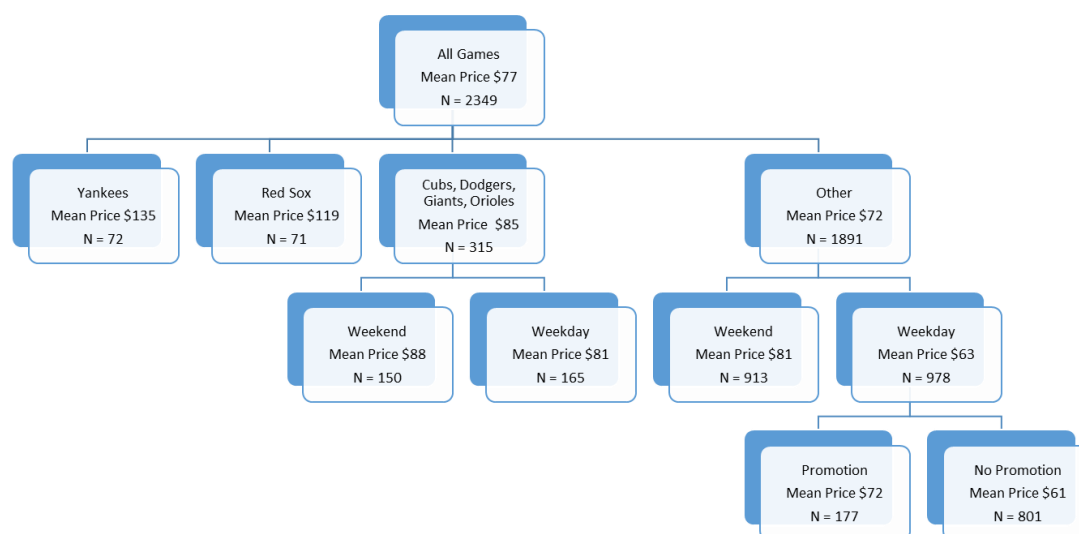 All Games
Mean Price $77
N = 2349
Yankees
Mean Price $135
N = 72
Red Sox
Mean Price $119
N = 71
Cubs, Dodgers,
Giants, Orioles
Mean Price $85
N = 315
Other
Mean Price $72
N = 1891
Weekend
Mean Price $88
N = 150
Weekday
Mean Price $81
N = 165
Weekend
Mean Price $81
N = 913
Weekday
Mean Price $63
N = 978
Promotion
Mean Price $72
N = 177
No Promotion
Mean Price $61
N = 801